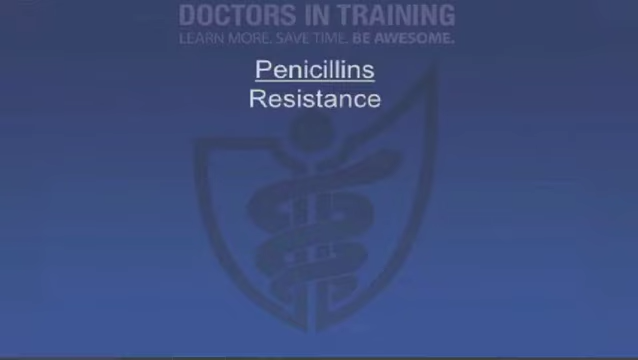 DOCTORS IN TRAINING
LEARN MORE. SAVE TIME. BE AWESOME.
Penicillins
Resistance